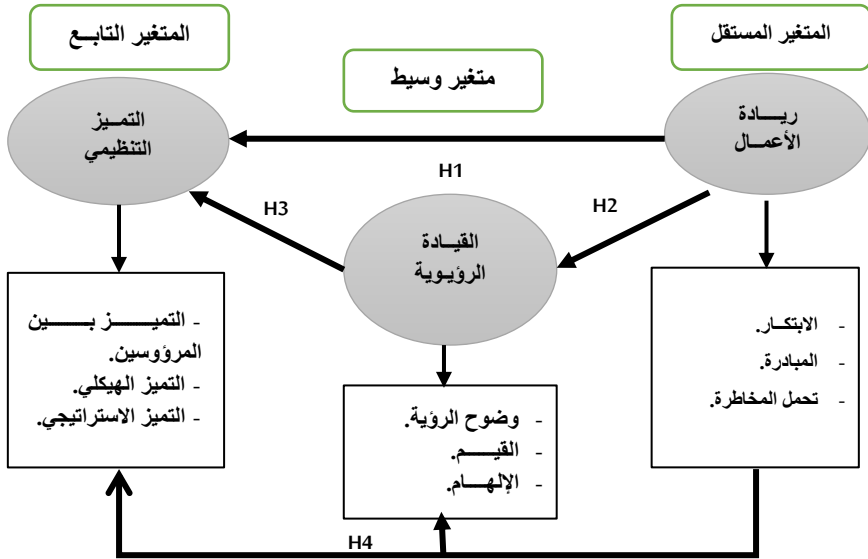 المتغير المستقل
متغير وسيط
المتغير التابع
ريادة
الأعمال
التميز
التنظيمي
H1
H2
H3
القيادة
الرؤيوية
- الابتكار.
- المبادرة.
- تحمل المخاطرة.
- وضوح الرؤية.
- القيم.
- الإلهام.
- التميز بين
المرؤوسين.
- التميز الهيكلي.
- التميز الاستراتيجي.
H4